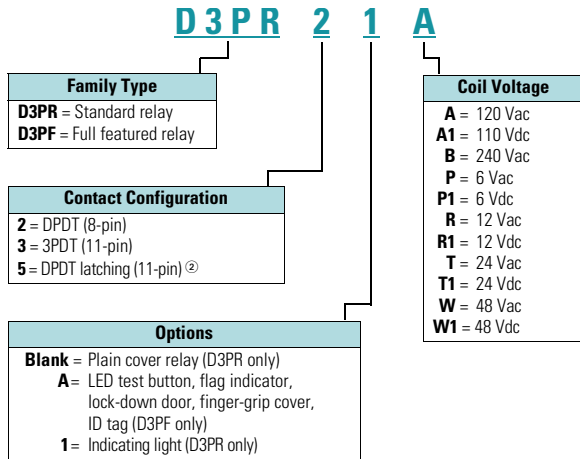 D3PR 2 1 A
Family Type
D3PR = Standard relay
D3PF = Full featured relay
Contact Configuration
2 = DPDT (8-pin)
3 = 3PDT (11-pin)
5 = DPDT latching (11-pin) ②
Options
Blank = Plain cover relay (D3PR only)
A = LED test button, flag indicator,
lock-down door, finger-grip cover,
ID tag (D3PF only)
1 = Indicating light (D3PR only)
Coil Voltage
A = 120 Vac
A1 = 110 Vdc
B = 240 Vac
P = 6 Vac
P1 = 6 Vdc
R = 12 Vac
R1 = 12 Vdc
T = 24 Vac
T1 = 24 Vdc
W = 48 Vac
W1 = 48 Vdc